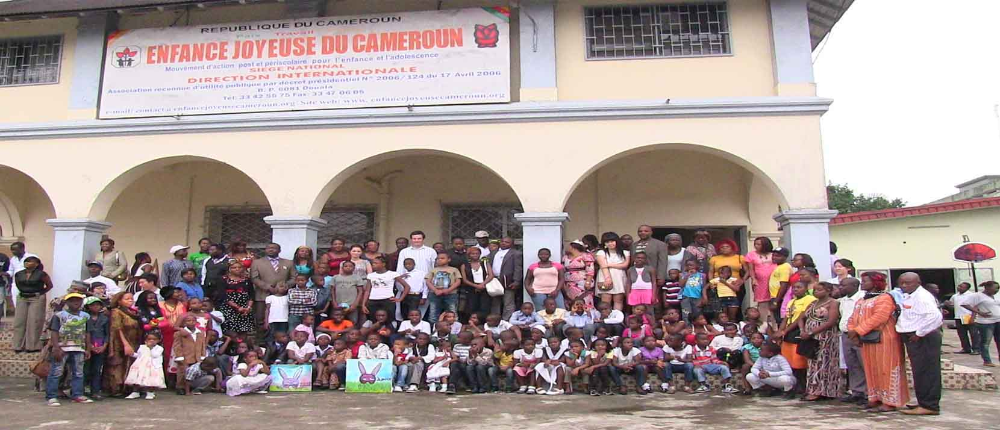 REPUBLIQUE DU CAMEROUN
Paix Travail
ENFANCE JOYEUSE DU CAMEROUN
Mouvement d'action post et périscolaire pour l'enfance et l'adolescence
SIEGE NATIONAL
DIRECTION INTERNATIONALE
Association reconnue d'utilité publique par décret présidentiel N° 2006/124 du 17 Avril 2006
B. P. 6081 Douala
Tél: 33 42 55 75 Fax: 33 47 06 05
e-mail: contact@enfancejoyeusecameroun.org Site web: www. enfancejoyeusecameroun.org